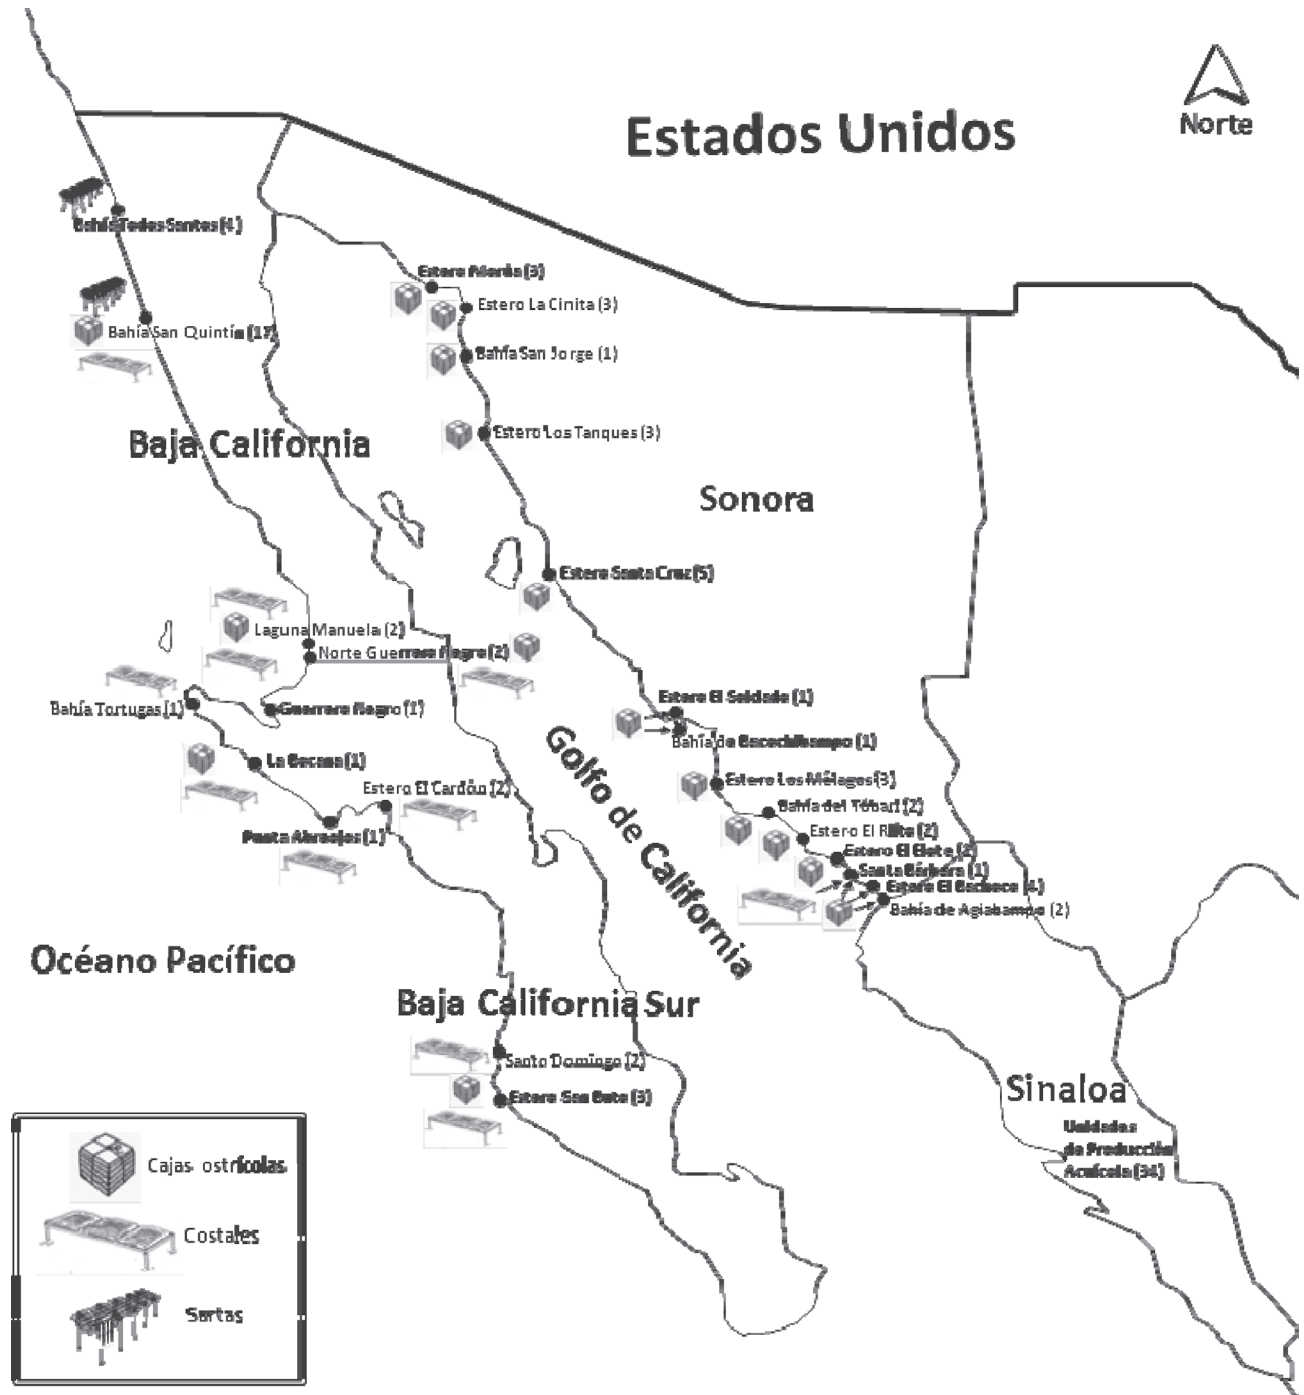 Estados Unidos
Norte
Bahía Todos Santos (4)
Estero Morúa (3)
Estero La Cinita (3)
Bahía San Quintín
Bahía San Jorge (1)
Estero Los Tanques (3)
Baja California
Sonora
Estero Santa Cruz (5)
Laguna Manuela (2)
Norte Guerrero Negro (2)
Estero El Soldado (1)
Bahía Tortugas (1)
Guerrero Negro (1)
Bahía de Bacochibampo (1)
La Bocana (1)
Estero Los Mélagos (3)
Estero El Cardón (2)
Bahía del Tóbari (2)
Punta Abreojos (1)
Estero El Riito (2)
Estero El Elote
Santa Bárbara (1)
Estero El Bacheco (4)
Bahía de Agiabampo (2)
Golfo de California
Océano Pacífico
Baja California Sur
Santo Domingo (2)
Estero San Buto (3)
Sinaloa
Unidades
de Producción
Acuícola (34)
Cajas ostrícolas
Costales
Sartas